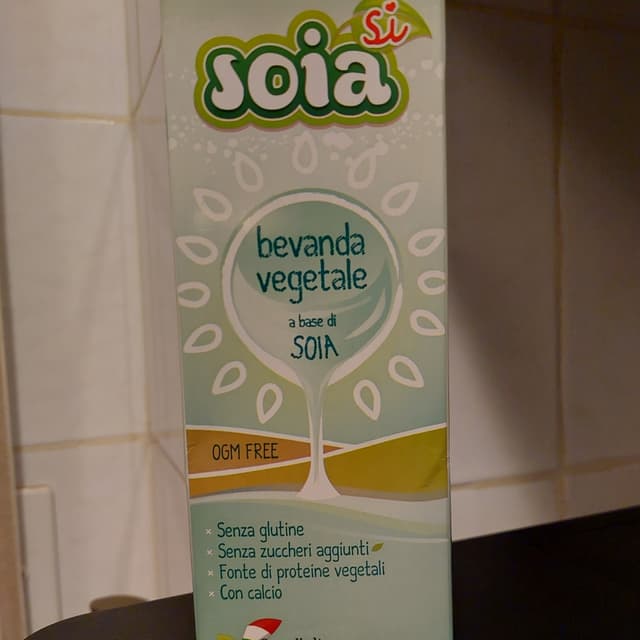 si
soia
bevanda
vegetale
a base di
SOIA
OGM FREE
× Senza glutine
× Senza zuccheri aggiunti
× Fonte di proteine vegetali
× Con calcio